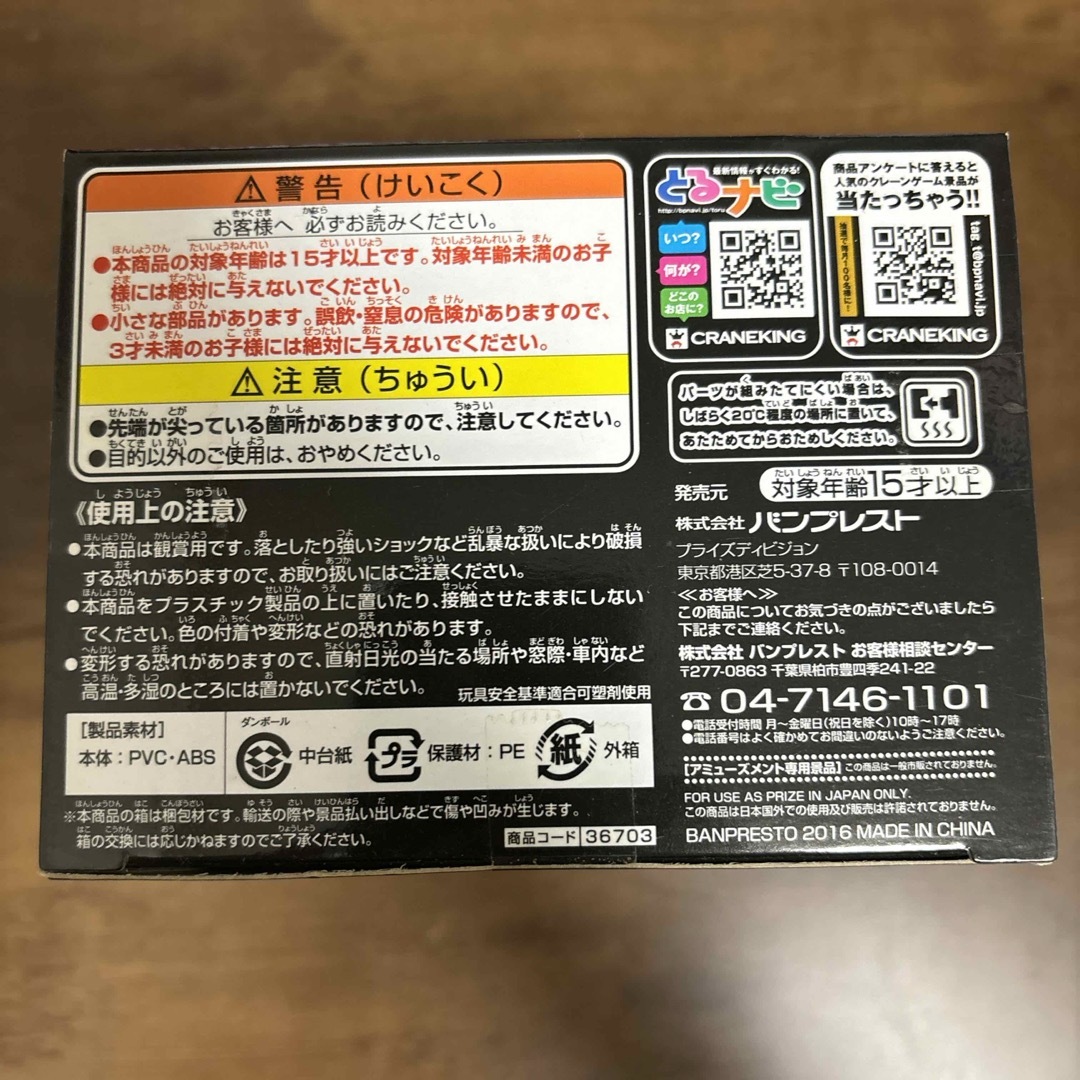 ⚠警告(けいこく)
お客様へ 必ずお読みください。
●本商品の対象年齢は15才以上です。対象年齢未満のお子
様には絶対に与えないでください。
●小さな部品があります。誤飲・窒息の危険がありますので、
3才未満のお子様には絶対に与えないでください。
⚠注意(ちゅうい)
●先端が尖っている箇所がありますので、注意してください。
●目的以外のご使用は、おやめください。
《使用上の注意》
●本商品は観賞用です。落としたり強いショックなど乱暴な扱いにより破損
する恐れがありますので、お取り扱いにはご注意ください。
●本商品をプラスチック製品の上に置いたり、接触させたままにしない
でください。色の付着や変形などの恐れがあります。
●変形する恐れがありますので、直射日光の当たる場所や窓際・車内など
高温・多湿のところには置かないでください。
玩具安全基準適合可塑剤使用
[製品素材]
本体:PVC・ABS
ダンボール
中台紙
プラ
保護材:PE
紙
外箱
※本商品の箱は梱包材です。輸送の際や景品払い出しなどで傷や凹みが生じます。
箱の交換には応じかねますのでご了承ください。
商品コード 36703
最新情報がすぐわかる!
とるナビ
http://bpnavi.jp/toru
いつ?
何が?
どこの
お店に?
CRANEKING
商品アンケートに答えると
人気のクレーンゲーム景品が
当たっちゃう!!
抽選で毎月100名様に!
tag_t@bpnavi.jp
CRANEKING
パーツが組みたてにくい場合は、
しばらく20℃程度の場所に置いて、
あたためてからおためしください。
発売元
対象年齢15才以上
株式会社 バンプレスト
プライズディビジョン
東京都港区芝5-37-8 〒108-0014
≪お客様へ≫
この商品についてお気づきの点がございましたら
下記までご連絡ください。
株式会社 バンプレスト お客様相談センター
〒277-0863 千葉県柏市豊四季241-22
☎04-7146-1101
●電話受付時間 月〜金曜日(祝日を除く)10時〜17時
●電話番号はよく確かめてお間違いのないようご注意ください。
[アミューズメント専用景品] この商品は一般市販されておりません。
FOR USE AS PRIZE IN JAPAN ONLY.
この商品は日本国外での使用及び販売は許諾されておりません。
BANPRESTO 2016 MADE IN CHINA